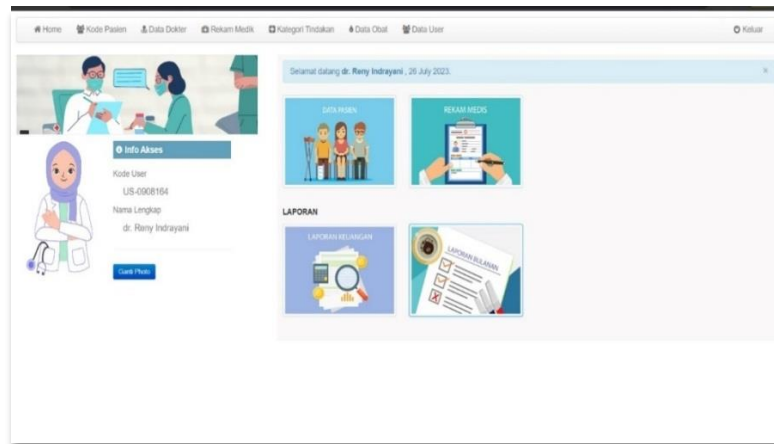 Home Kode Pasien Data Dokter Rekam Medik Kategori Tindakan Data Obat Data User Keluar
Selamat datang dr. Reny Indrayani , 26 July 2023. ×
DATA PASIEN
REKAM MEDIS
Info Akses
Kode User
US-0908164
Nama Lengkap
dr. Reny Indrayani
Ganti Photo
LAPORAN
LAPORAN KEUANGAN
LAPORAN BULANAN